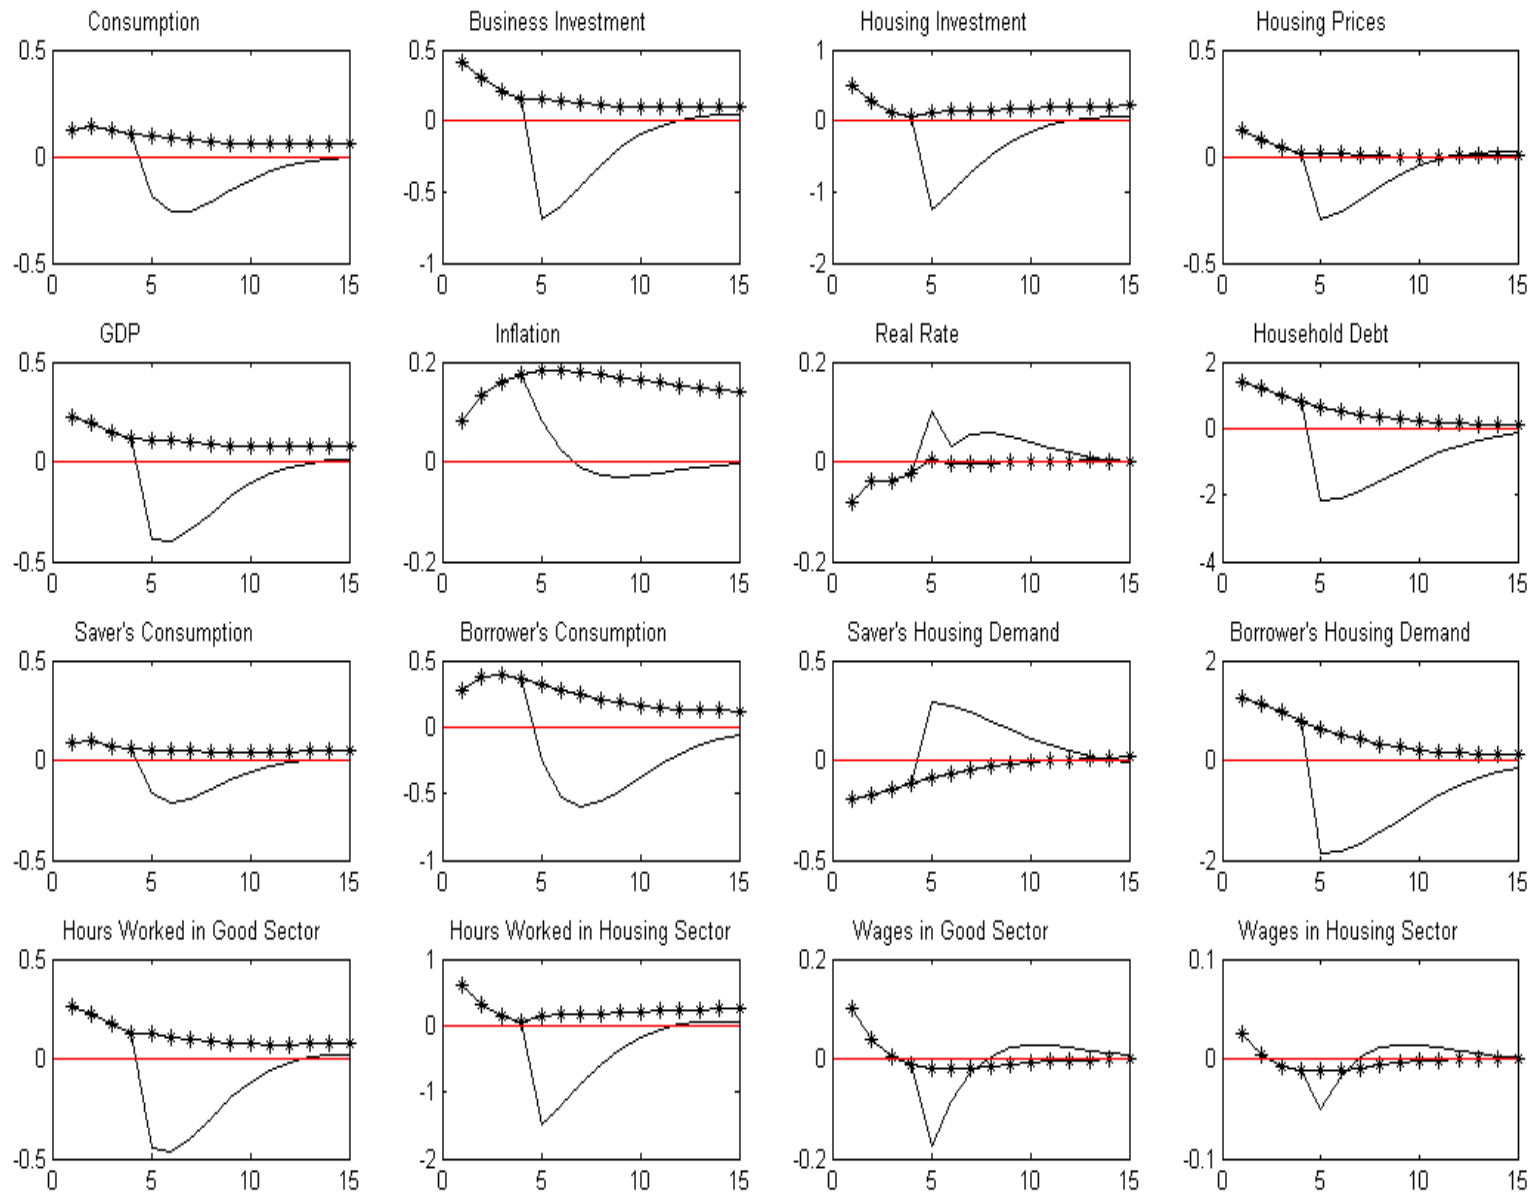 Consumption
Business Investment
Housing Investment
Housing Prices
0.5
0
-0.5
0 5 10 15
0.5
0
-0.5
-1
0 5 10 15
1
0
-1
-2
0 5 10 15
0.5
0
-0.5
0 5 10 15
GDP
Inflation
Real Rate
Household Debt
0.5
0
-0.5
0 5 10 15
0.2
0
-0.2
0 5 10 15
0.2
0
-0.2
0 5 10 15
2
0
-2
-4
0 5 10 15
Saver's Consumption
Borrower's Consumption
Saver's Housing Demand
Borrower's Housing Demand
0.5
0
-0.5
0 5 10 15
0.5
0
-0.5
-1
0 5 10 15
0.5
0
-0.5
0 5 10 15
2
0
-2
0 5 10 15
Hours Worked in Good Sector
Hours Worked in Housing Sector
Wages in Good Sector
Wages in Housing Sector
0.5
0
-0.5
0 5 10 15
1
0
-1
-2
0 5 10 15
0.2
0
-0.2
0 5 10 15
0.1
0
-0.1
0 5 10 15